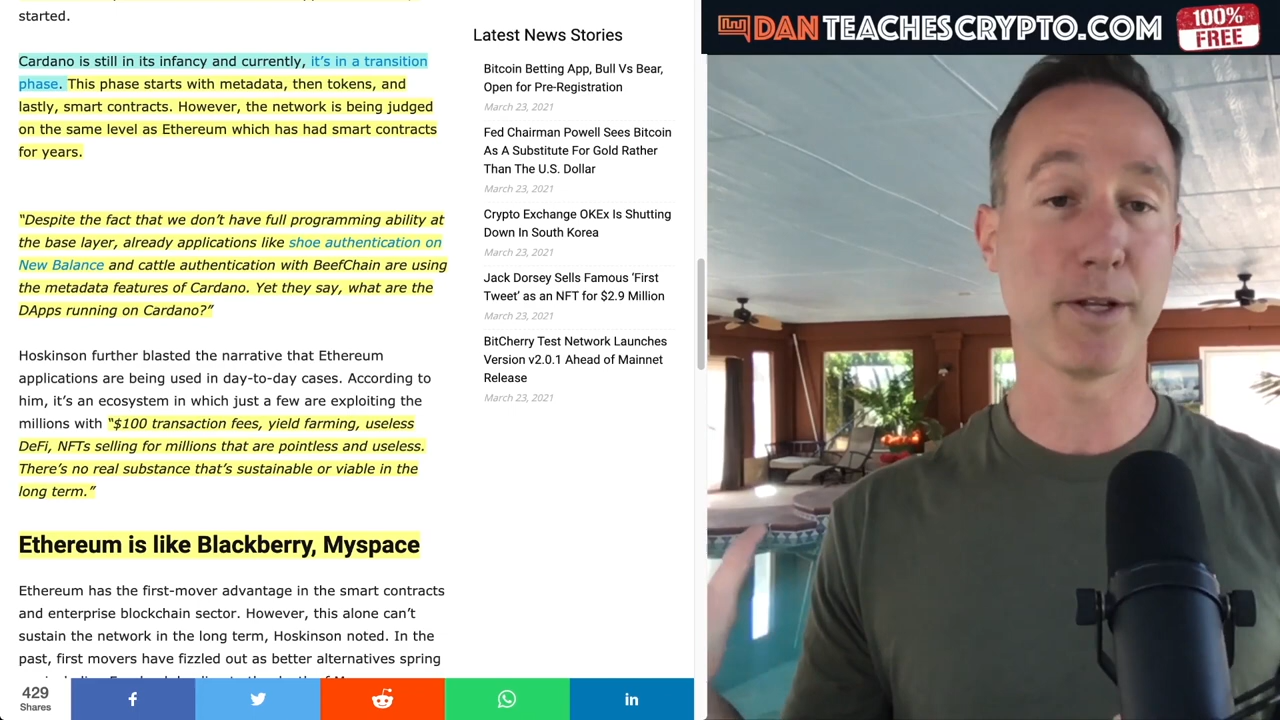 started.
Cardano is still in its infancy and currently, it's in a transition
phase. This phase starts with metadata, then tokens, and
lastly, smart contracts. However, the network is being judged
on the same level as Ethereum which has had smart contracts
for years.
“Despite the fact that we don’t have full programming ability at
the base layer, already applications like shoe authentication on
New Balance and cattle authentication with BeefChain are using
the metadata features of Cardano. Yet they say, what are the
DApps running on Cardano?”
Hoskinson further blasted the narrative that Ethereum
applications are being used in day-to-day cases. According to
him, it’s an ecosystem in which just a few are exploiting the
millions with “$100 transaction fees, yield farming, useless
DeFi, NFTs selling for millions that are pointless and useless.
There’s no real substance that’s sustainable or viable in the
long term.”
Ethereum is like Blackberry, Myspace
Ethereum has the first-mover advantage in the smart contracts
and enterprise blockchain sector. However, this alone can’t
sustain the network in the long term, Hoskinson noted. In the
past, first movers have fizzled out as better alternatives spring
429
Shares
Latest News Stories
Bitcoin Betting App, Bull Vs Bear,
Open for Pre-Registration
March 23, 2021
Fed Chairman Powell Sees Bitcoin
As A Substitute For Gold Rather
Than The U.S. Dollar
March 23, 2021
Crypto Exchange OKEx Is Shutting
Down In South Korea
March 23, 2021
Jack Dorsey Sells Famous ‘First
Tweet’ as an NFT for $2.9 Million
March 23, 2021
BitCherry Test Network Launches
Version v2.0.1 Ahead of Mainnet
Release
March 23, 2021
DANTEACHESCRYPTO.COM
100%
FREE